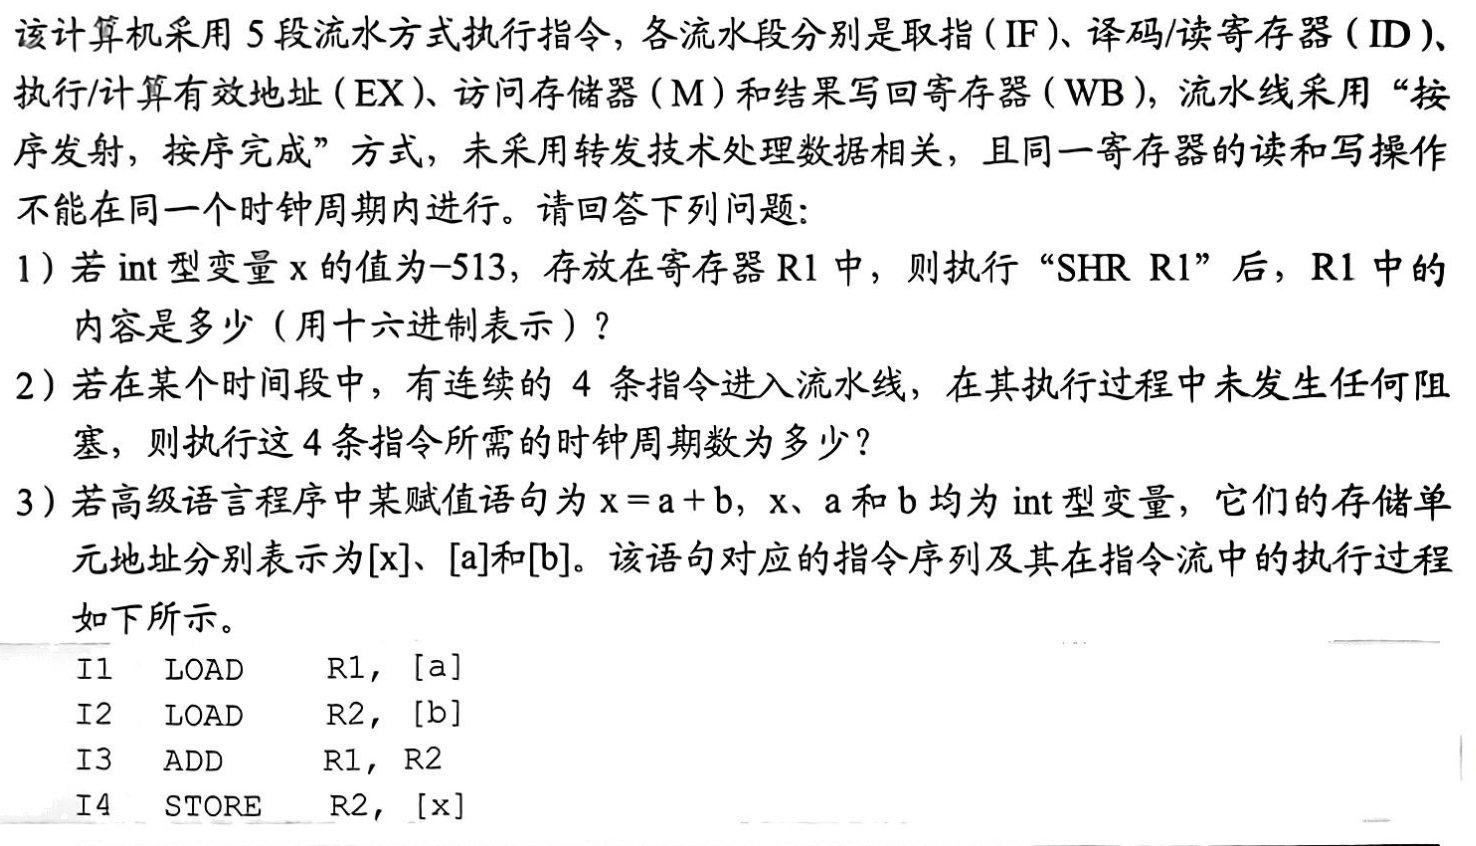 该计算机采用 5 段流水方式执行指令，各流水段分别是取指（IF）、译码/读寄存器（ID）、
执行/计算有效地址（EX）、访问存储器（M）和结果写回寄存器（WB），流水线采用“按
序发射，按序完成”方式，未采用转发技术处理数据相关，且同一寄存器的读和写操作
不能在同一个时钟周期内进行。请回答下列问题：
1）若 int 型变量 x 的值为−513，存放在寄存器 R1 中，则执行“SHR R1”后，R1 中的
内容是多少（用十六进制表示）？
2）若在某个时间段中，有连续的 4 条指令进入流水线，在其执行过程中未发生任何阻
塞，则执行这 4 条指令所需的时钟周期数为多少？
3）若高级语言程序中某赋值语句为 x = a + b，x、a 和 b 均为 int 型变量，它们的存储单
元地址分别表示为[x]、[a]和[b]。该语句对应的指令序列及其在指令流中的执行过程
如下所示。
I1 LOAD R1, [a]
I2 LOAD R2, [b]
I3 ADD R1, R2
I4 STORE R2, [x]